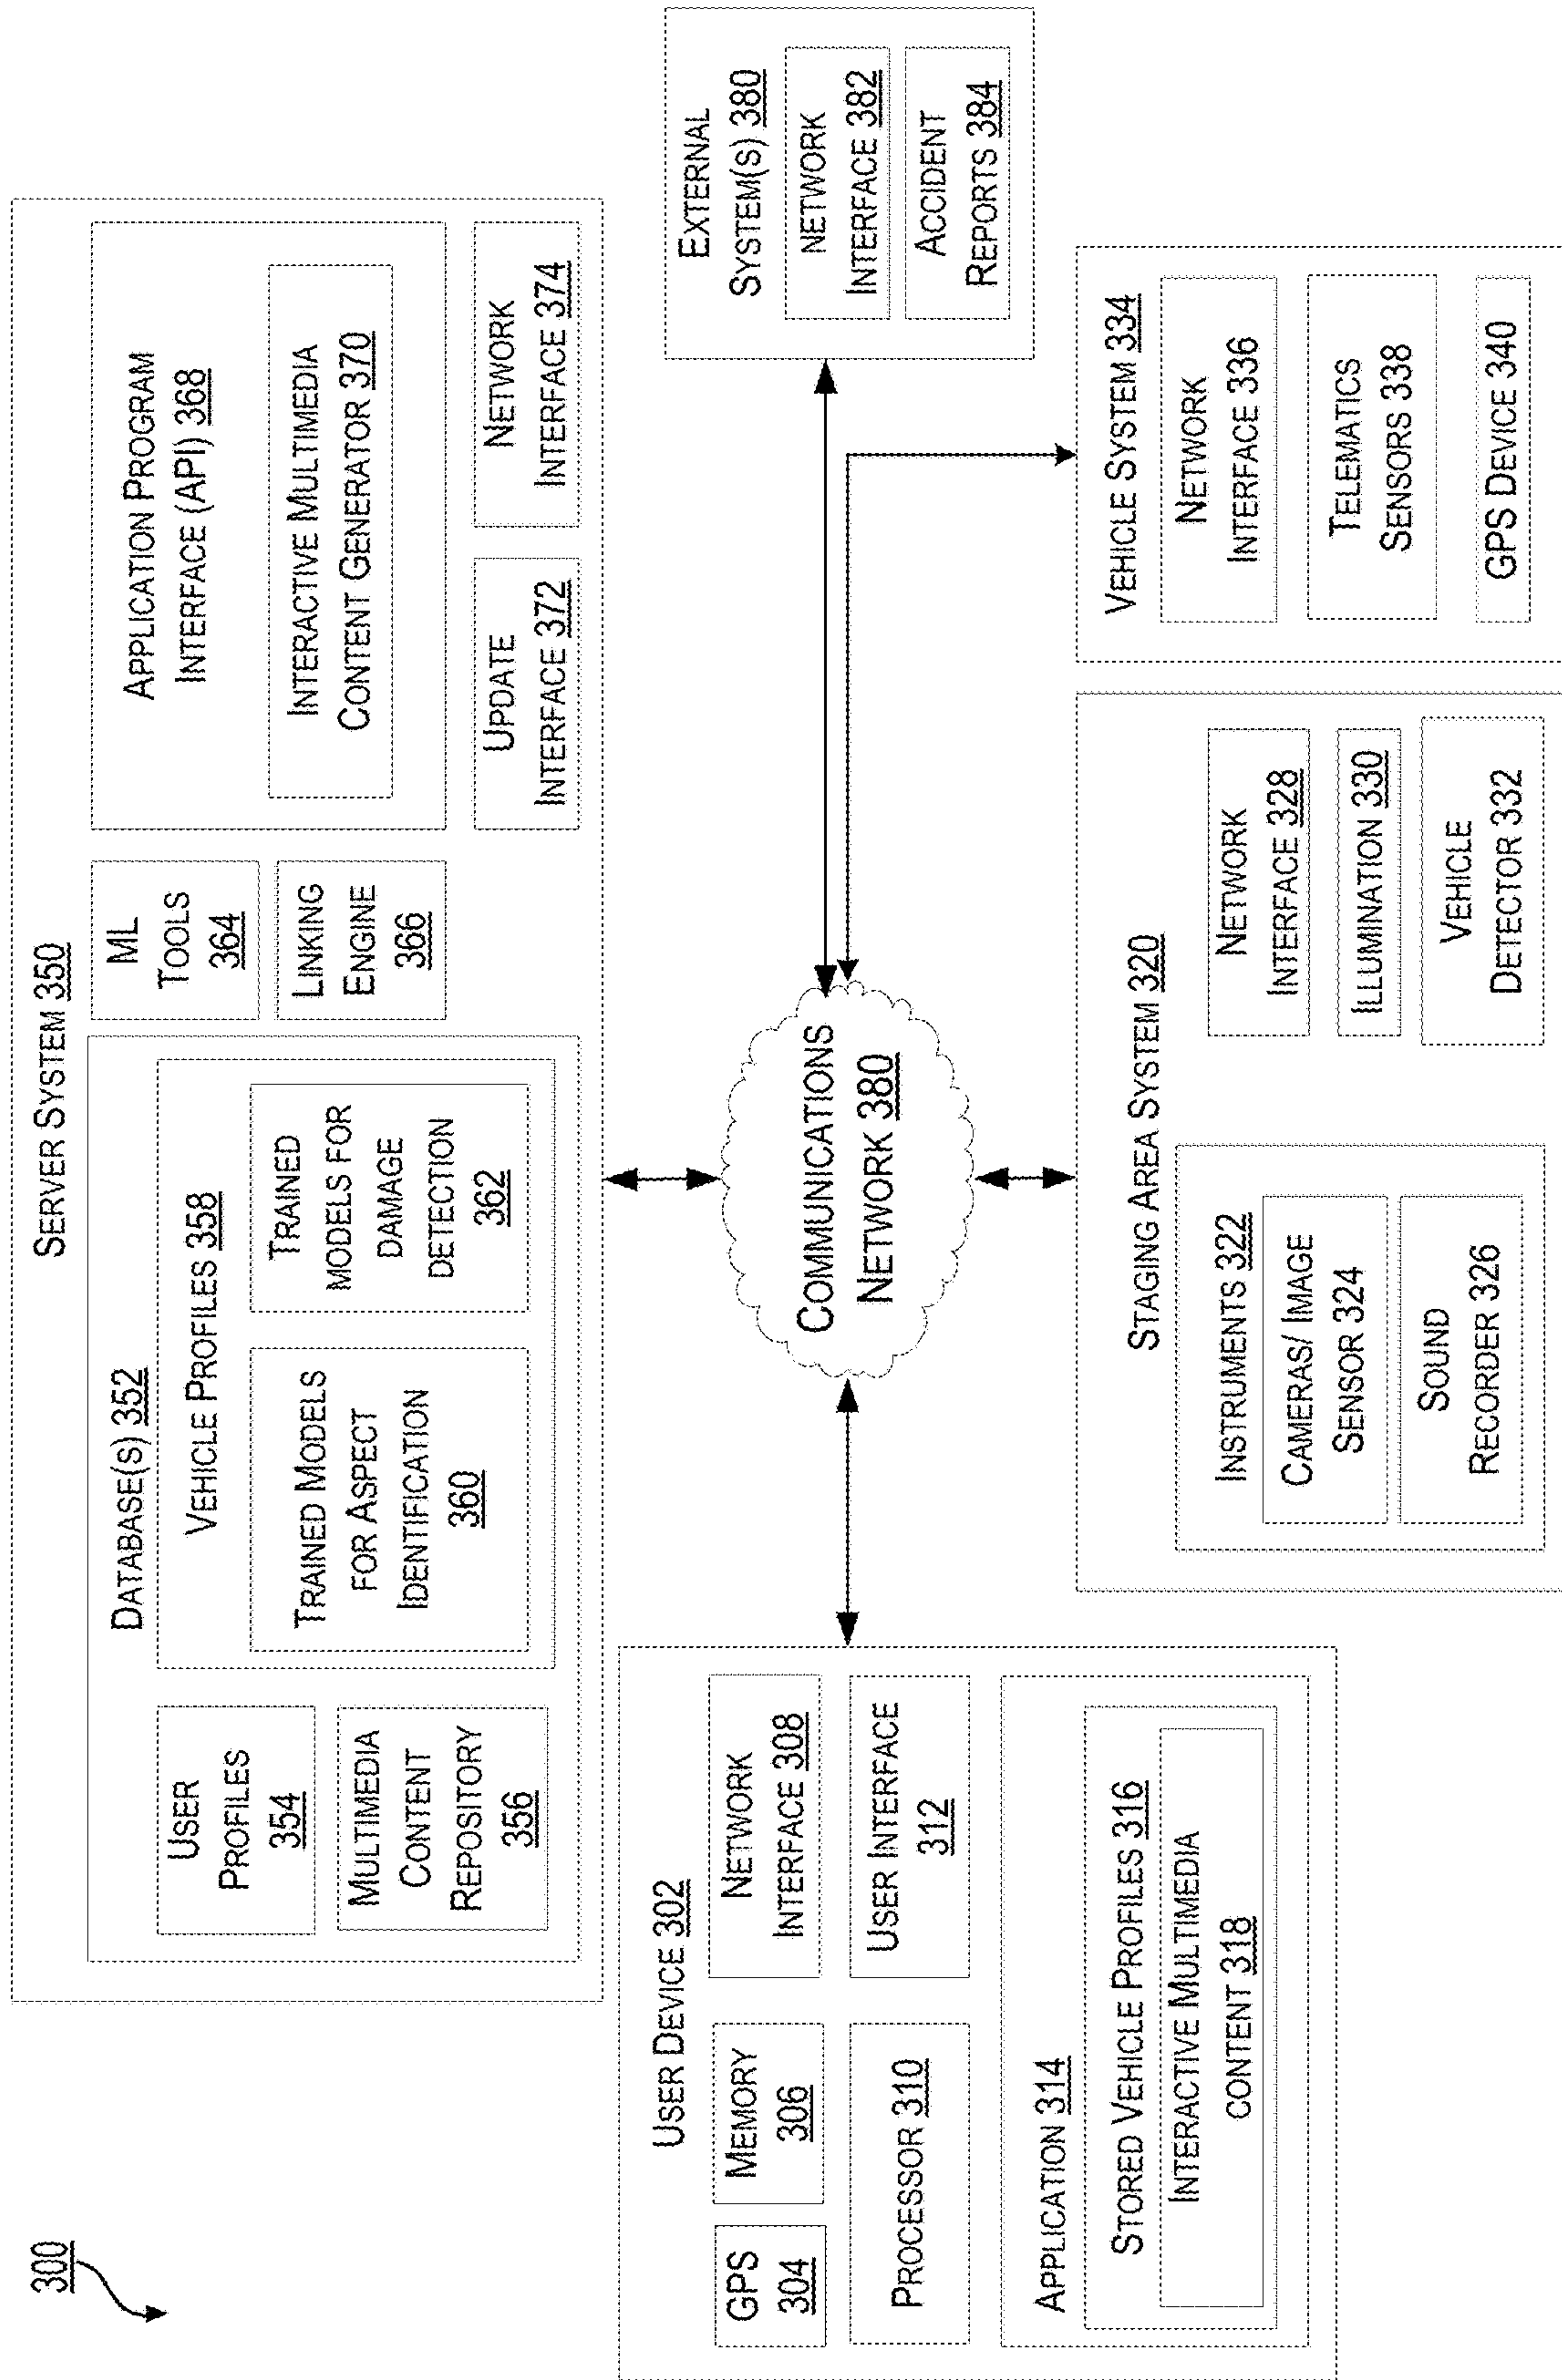 300
SERVER SYSTEM 350
DATABASE(S) 352
USER
PROFILES
354
MULTIMEDIA
CONTENT
REPOSITORY
356
VEHICLE PROFILES 358
TRAINED MODELS
FOR ASPECT
IDENTIFICATION
360
TRAINED
MODELS FOR
DAMAGE
DETECTION
362
ML
TOOLS
364
LINKING
ENGINE
366
APPLICATION PROGRAM
INTERFACE (API) 368
INTERACTIVE MULTIMEDIA
CONTENT GENERATOR 370
UPDATE
INTERFACE 372
NETWORK
INTERFACE 374
USER DEVICE 302
GPS
304
MEMORY
306
NETWORK
INTERFACE 308
PROCESSOR 310
USER INTERFACE
312
APPLICATION 314
STORED VEHICLE PROFILES 316
INTERACTIVE MULTIMEDIA
CONTENT 318
COMMUNICATIONS
NETWORK 380
EXTERNAL
SYSTEM(S) 380
NETWORK
INTERFACE 382
ACCIDENT
REPORTS 384
STAGING AREA SYSTEM 320
INSTRUMENTS 322
CAMERAS/ IMAGE
SENSOR 324
SOUND
RECORDER 326
NETWORK
INTERFACE 328
ILLUMINATION 330
VEHICLE
DETECTOR 332
VEHICLE SYSTEM 334
NETWORK
INTERFACE 336
TELEMATICS
SENSORS 338
GPS DEVICE 340